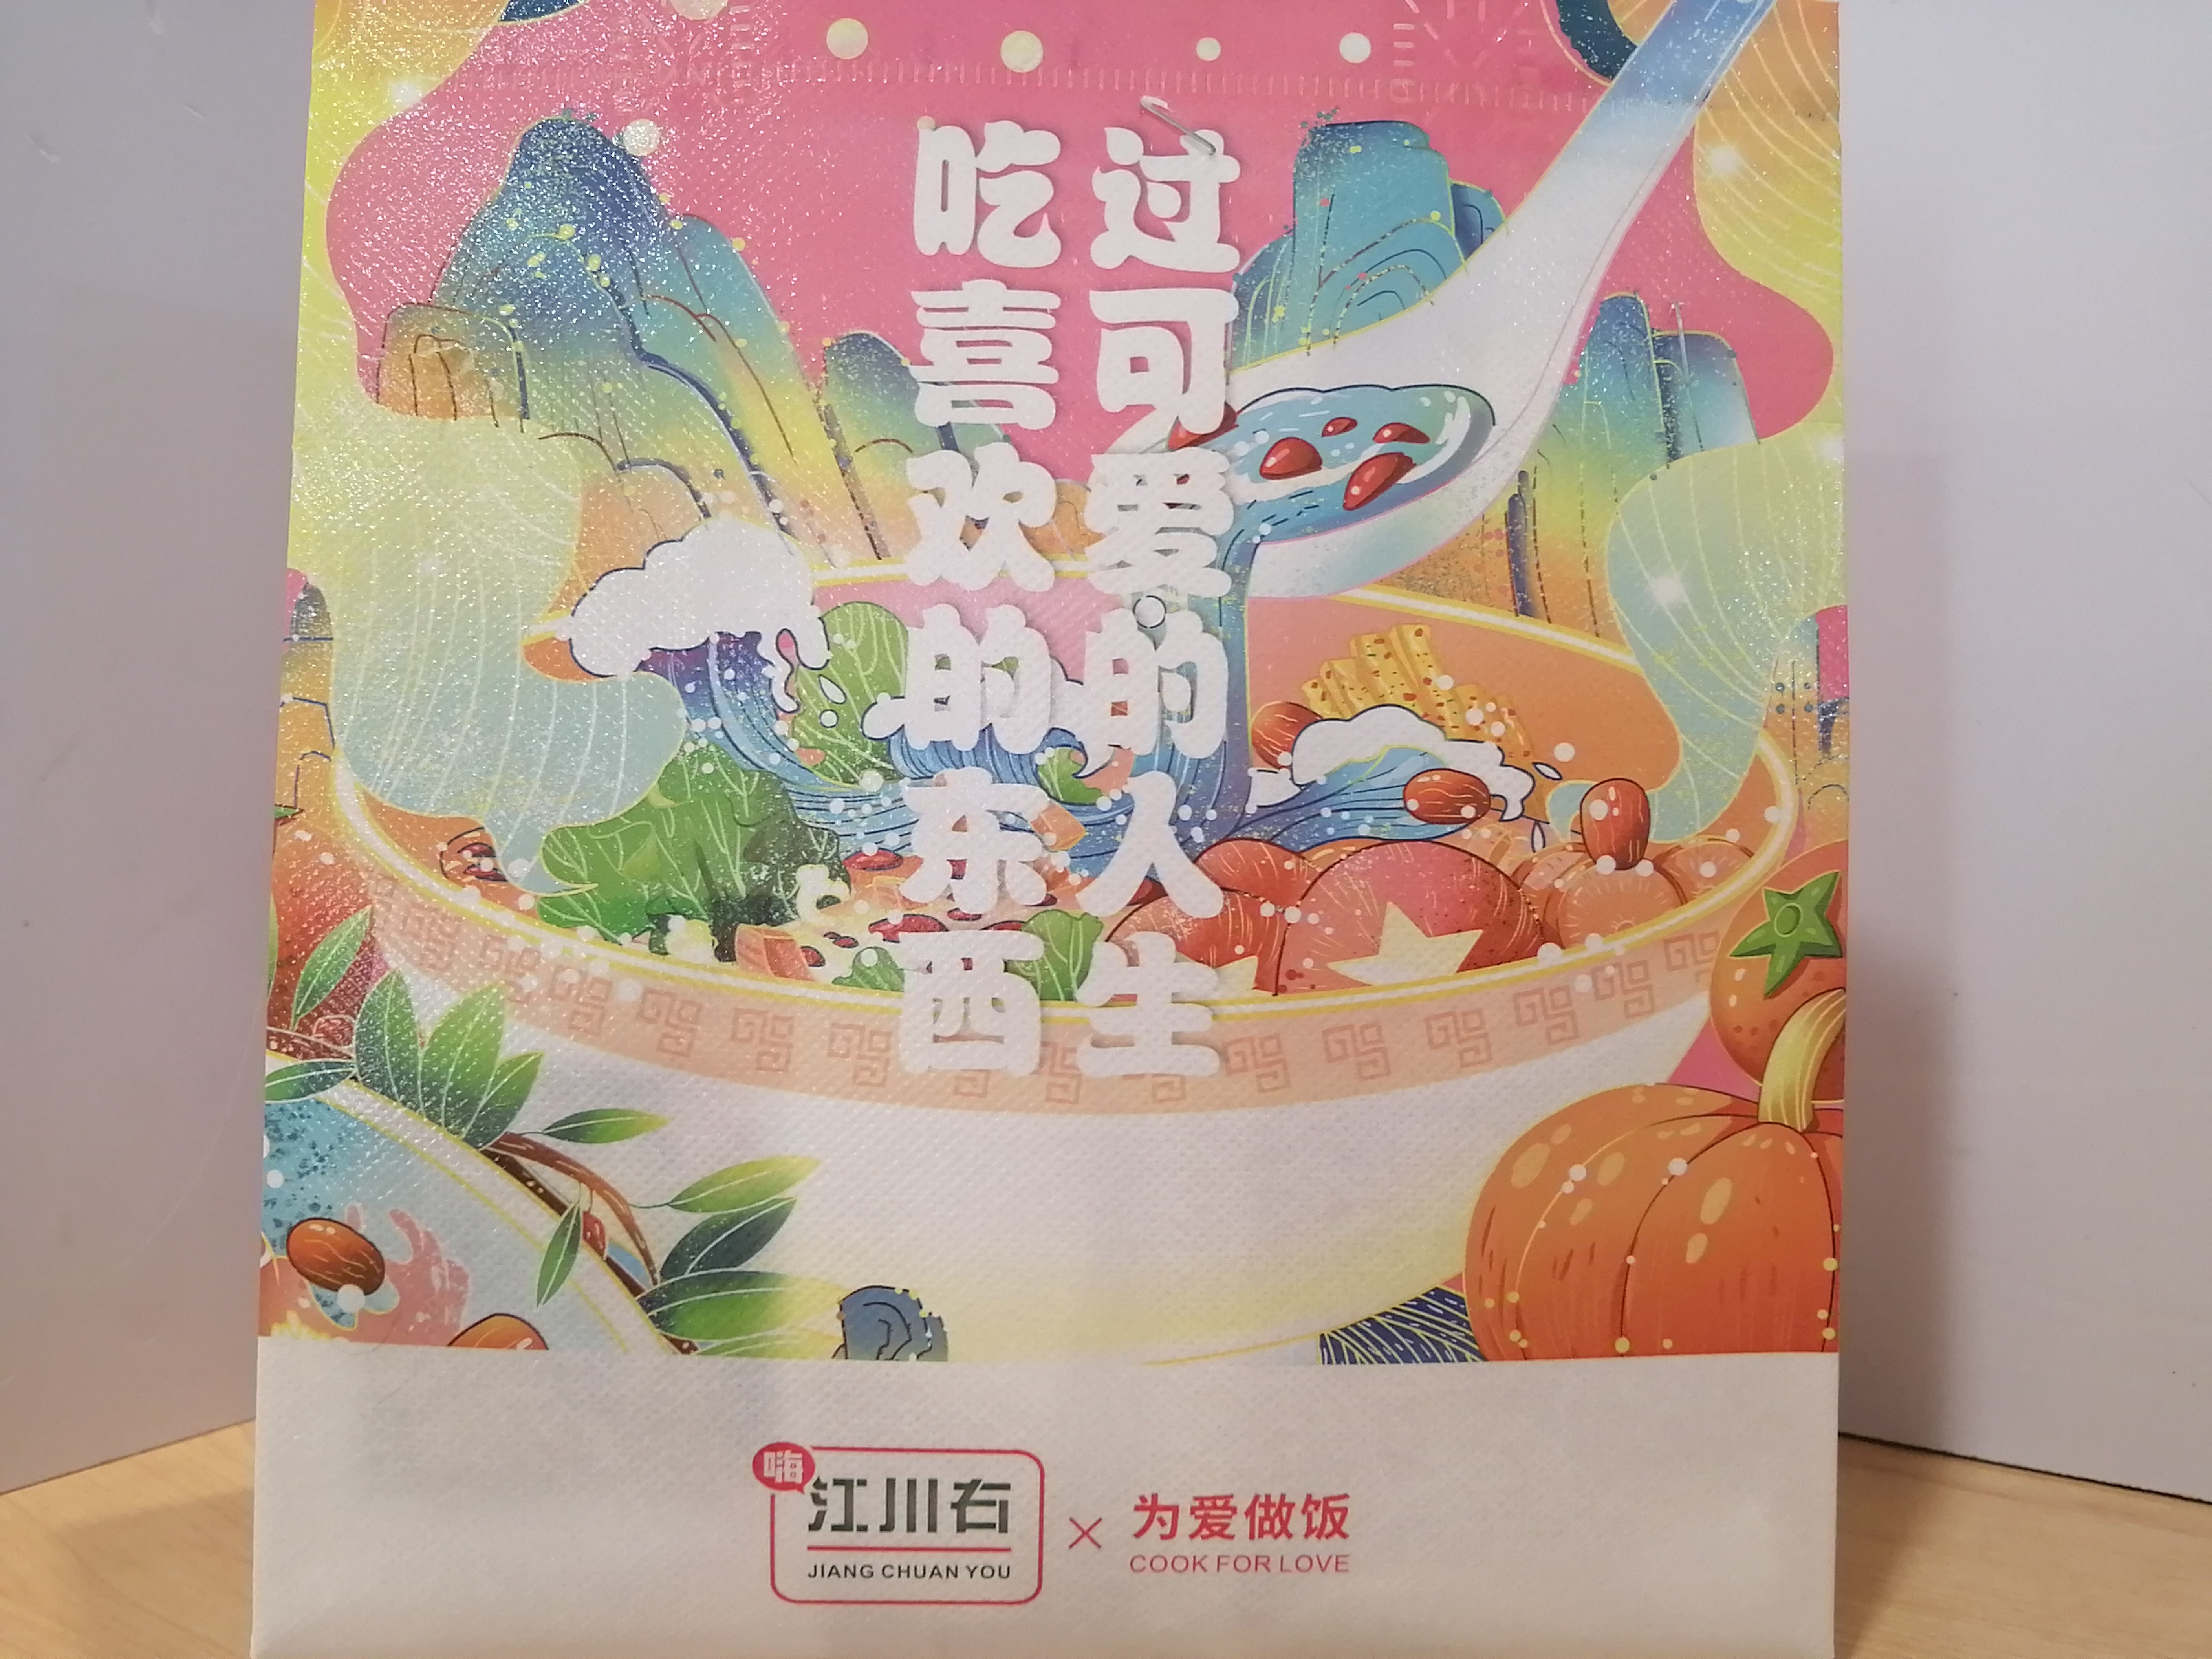 吃喜欢的东西
过可爱的人生
嗨
江川右
JIANG CHUAN YOU
×
为爱做饭
COOK FOR LOVE